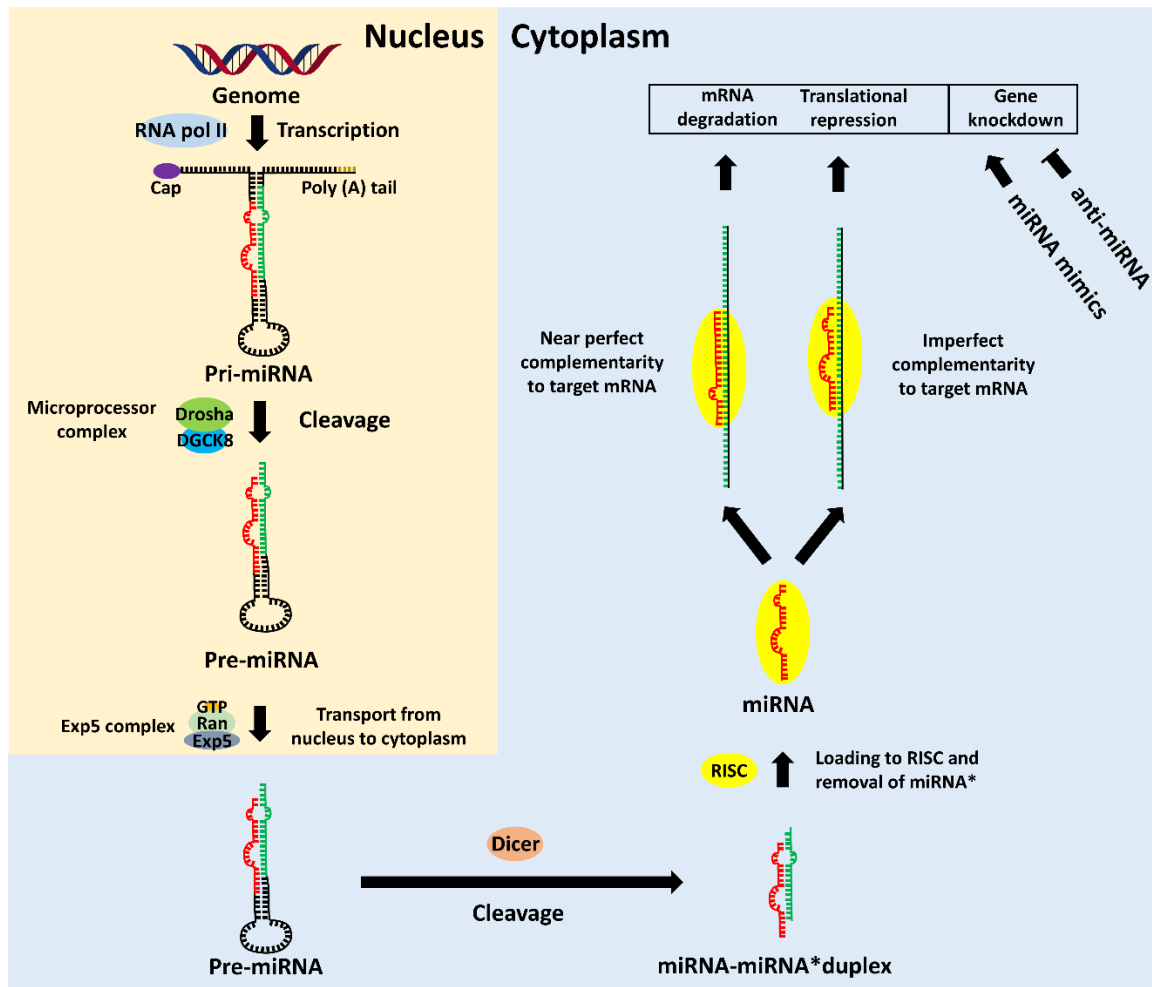 Nucleus
Cytoplasm
Genome
RNA pol II
Transcription
Cap
Poly (A) tail
Pri-miRNA
Microprocessor
complex
Drosha
DGCK8
Cleavage
Pre-miRNA
Exp5 complex
GTP
Ran
Exp5
Transport from
nucleus to cytoplasm
Pre-miRNA
Dicer
Cleavage
miRNA-miRNA*duplex
RISC
Loading to RISC and
removal of miRNA*
miRNA
Near perfect
complementarity
to target mRNA
Imperfect
complementarity
to target mRNA
mRNA
degradation
Translational
repression
Gene
knockdown
miRNA mimics
anti-miRNA